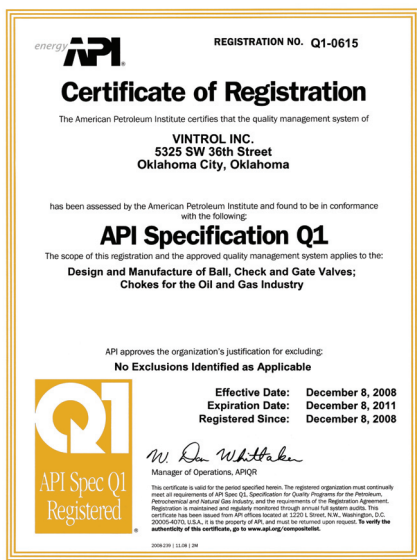 energy API
REGISTRATION NO. Q1-0615
Certificate of Registration
The American Petroleum Institute certifies that the quality management system of
VINTROL INC.
5325 SW 36th Street
Oklahoma City, Oklahoma
has been assessed by the American Petroleum Institute and found to be in conformance
with the following:
API Specification Q1
The scope of this registration and the approved quality management system applies to the:
Design and Manufacture of Ball, Check and Gate Valves;
Chokes for the Oil and Gas Industry
API approves the organization's justification for excluding:
No Exclusions Identified as Applicable
Effective Date: December 8, 2008
Expiration Date: December 8, 2011
Registered Since: December 8, 2008
Q1
API Spec Q1
Registered
W Don Whittaker
Manager of Operations, APIQR
This certificate is valid for the period specified herein. The registered organization must continually
meet all requirements of API Spec Q1, Specification for Quality Programs for the Petroleum,
Petrochemical and Natural Gas Industry, and the requirements of the Registration Agreement.
Registration is maintained and regularly monitored through annual full system audits. This
certificate has been issued from API offices located at 1220 L Street, N.W., Washington, D.C.
20005-4070, U.S.A., it is the property of API, and must be returned upon request. To verify the
authenticity of this certificate, go to www.api.org/compositelist.
2008-239 | 11.08 | 2M